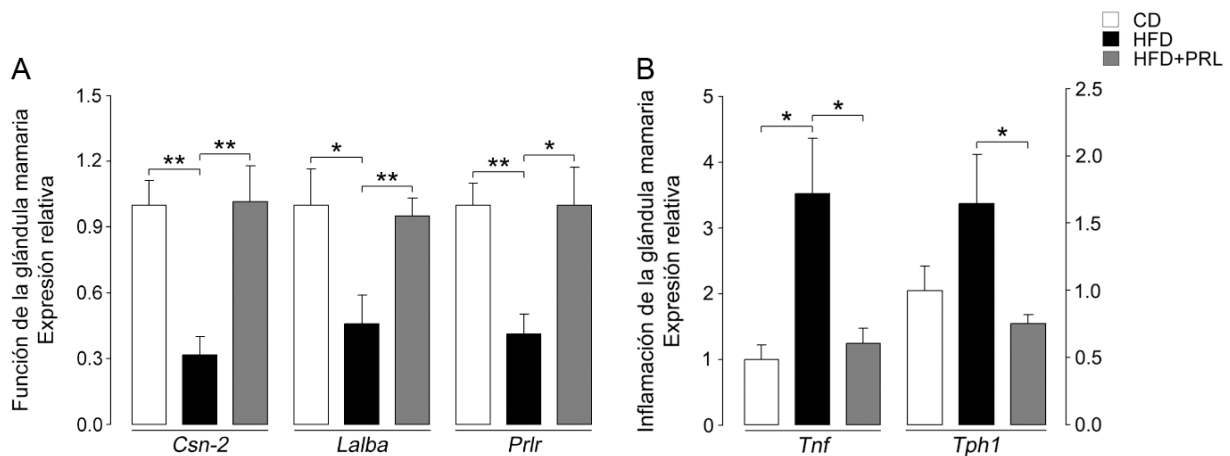 CD
HFD
HFD+PRL
A
Función de la glándula mamaria
Expresión relativa
1.5
1.2
0.9
0.6
0.3
0.0
** ** * ** ** *
Csn-2 Lalba Prlr
B
Inflamación de la glándula mamaria
Expresión relativa
5
4
3
2
1
0
* * *
2.5
2.0
1.5
1.0
0.5
0.0
Tnf Tph1